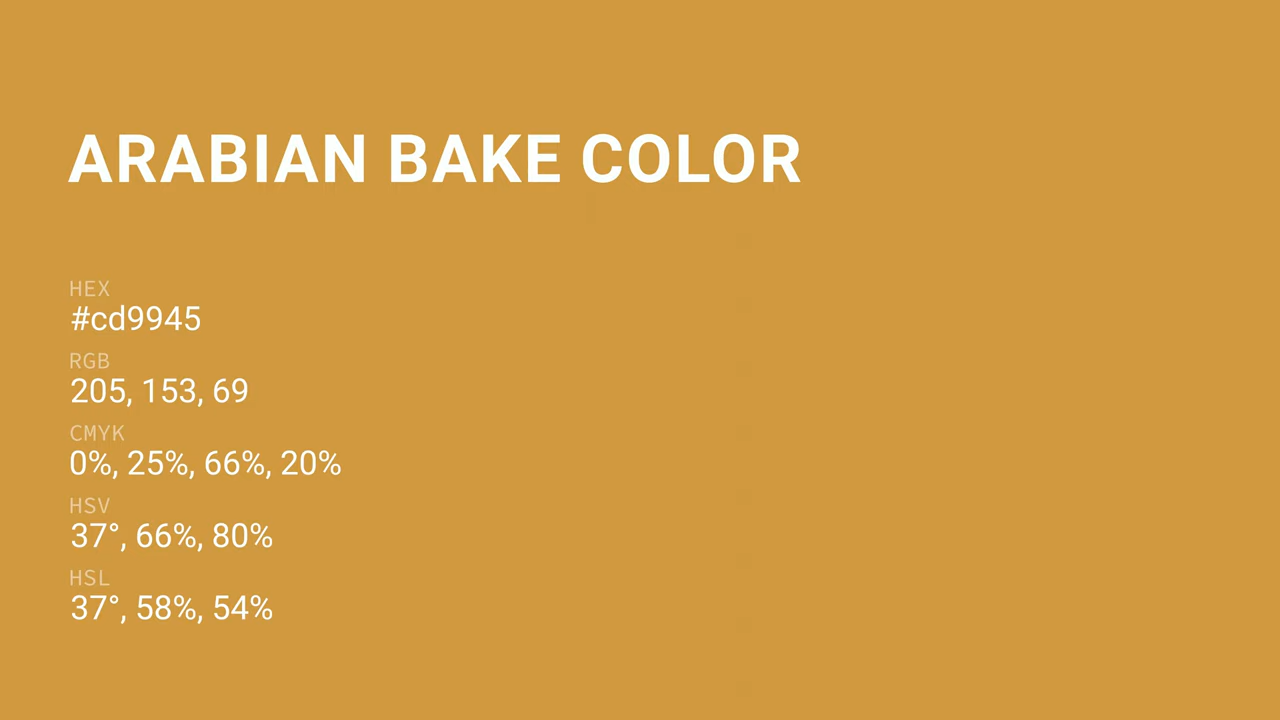 ARABIAN BAKE COLOR
HEX
#cd9945
RGB
205, 153, 69
CMYK
0%, 25%, 66%, 20%
HSV
37°, 66%, 80%
HSL
37°, 58%, 54%